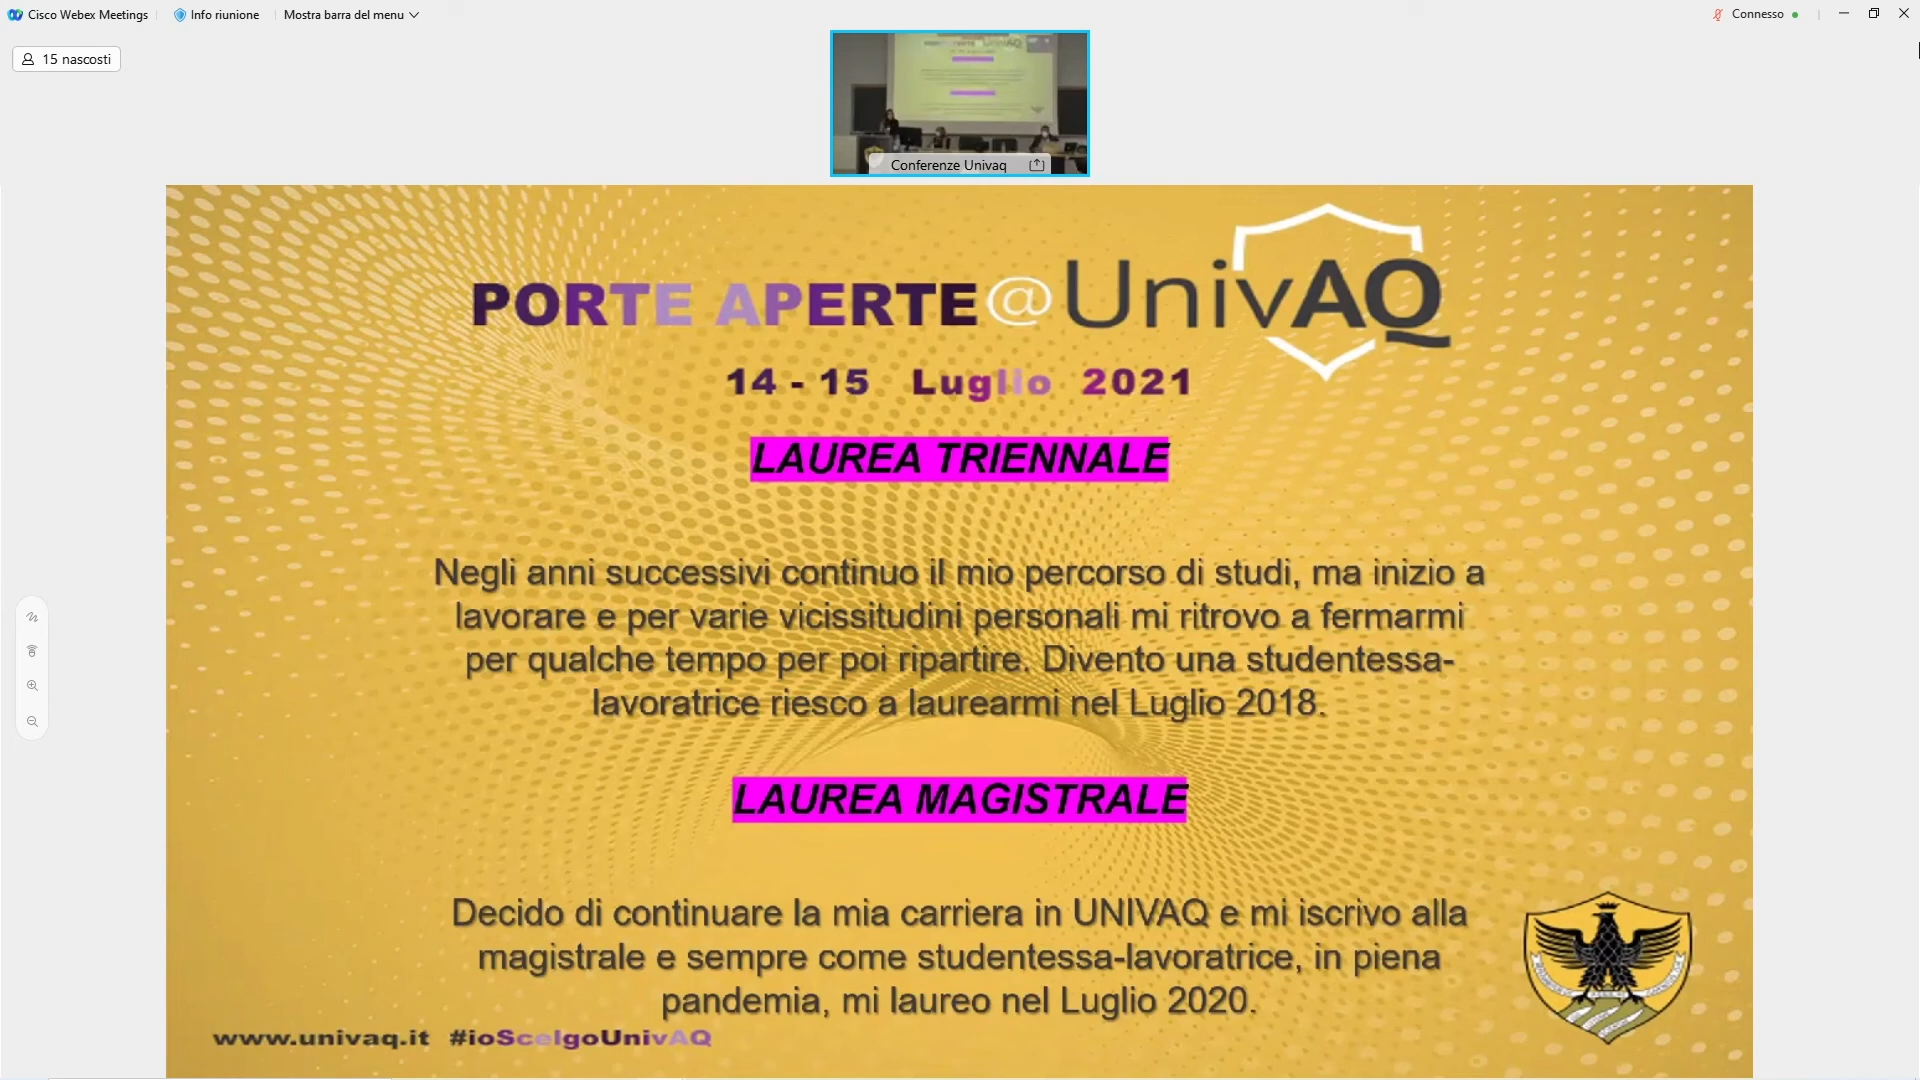 Cisco Webex Meetings
Info riunione
Mostra barra del menu
Connesso
15 nascosti
Conferenze Univaq
PORTE APERTE@UnivAQ
14 - 15 Luglio 2021
LAUREA TRIENNALE
Negli anni successivi continuo il mio percorso di studi, ma inizio a
lavorare e per varie vicissitudini personali mi ritrovo a fermarmi
per qualche tempo per poi ripartire. Divento una studentessa-
lavoratrice riesco a laurearmi nel Luglio 2018.
LAUREA MAGISTRALE
Decido di continuare la mia carriera in UNIVAQ e mi iscrivo alla
magistrale e sempre come studentessa-lavoratrice, in piena
pandemia, mi laureo nel Luglio 2020.
www.univaq.it #ioScelgoUnivAQ